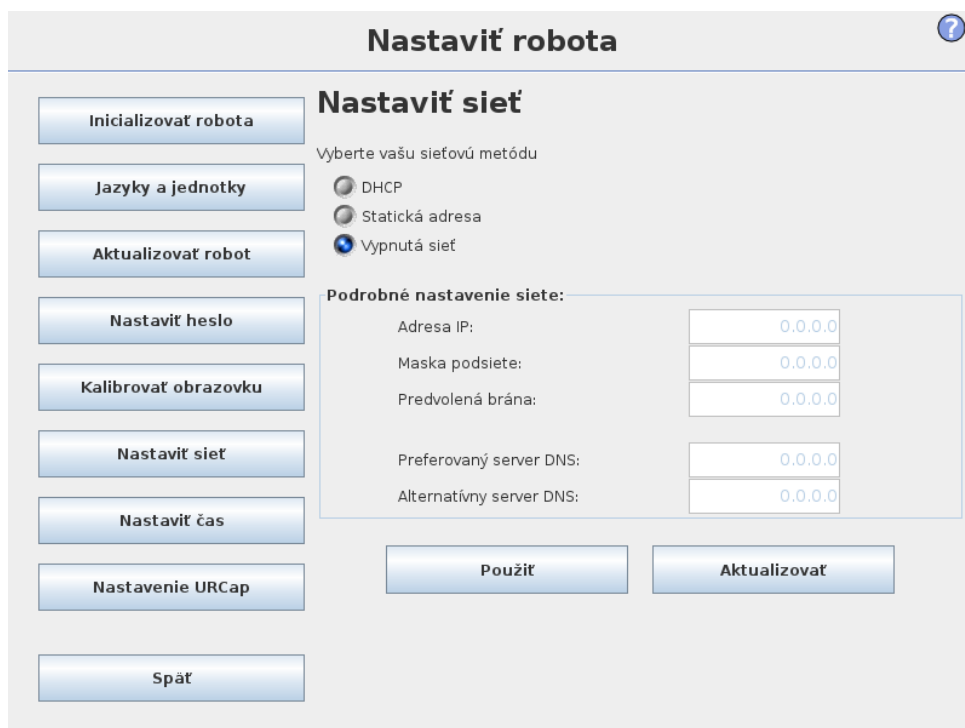 Nastaviť robota
?
Inicializovať robota
Jazyky a jednotky
Aktualizovať robot
Nastaviť heslo
Kalibrovať obrazovku
Nastaviť sieť
Nastaviť čas
Nastavenie URCap
Späť
Nastaviť sieť
Vyberte vašu sieťovú metódu
DHCP
Statická adresa
Vypnutá sieť
Podrobné nastavenie siete:
Adresa IP: 0.0.0.0
Maska podsiete: 0.0.0.0
Predvolená brána: 0.0.0.0
Preferovaný server DNS: 0.0.0.0
Alternatívny server DNS: 0.0.0.0
Použiť Aktualizovať